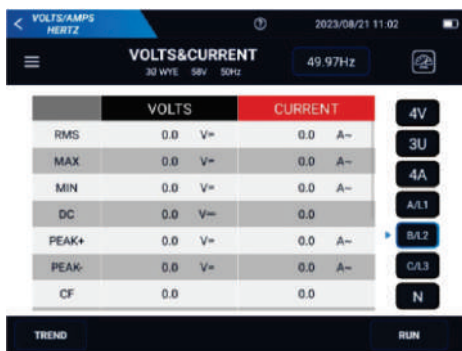 VOLTS/AMPS
HERTZ
2023/08/21 11:02
VOLTS&CURRENT
3Ø WYE 58V 50Hz
49.97Hz
VOLTS CURRENT
RMS 0.0 V≂ 0.0 A~
MAX 0.0 V≂ 0.0 A~
MIN 0.0 V≂ 0.0 A~
DC 0.0 V⎓ 0.0
PEAK+ 0.0 V≂ 0.0 A~
PEAK- 0.0 V≂ 0.0 A~
CF 0.0 0.0
4V
3U
4A
A/L1
B/L2
C/L3
N
TREND RUN